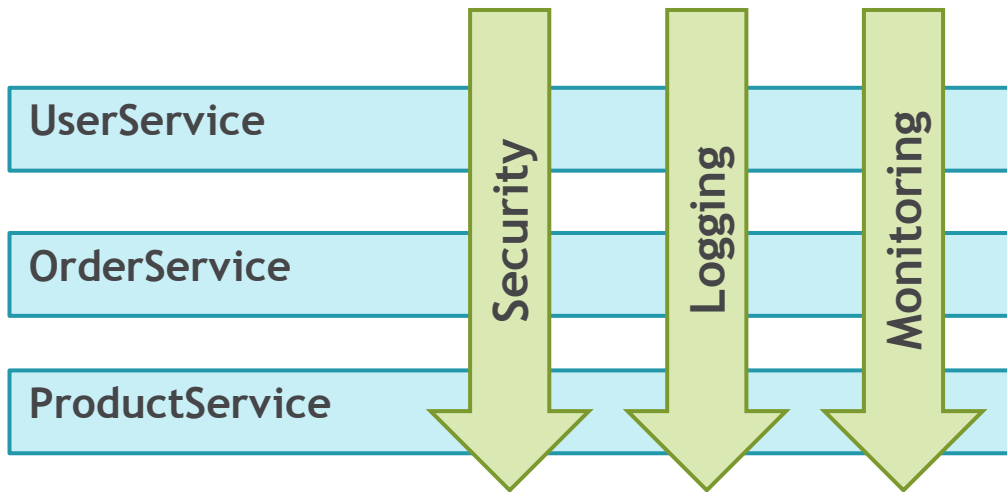 UserService
OrderService
ProductService
Security
Logging
Monitoring